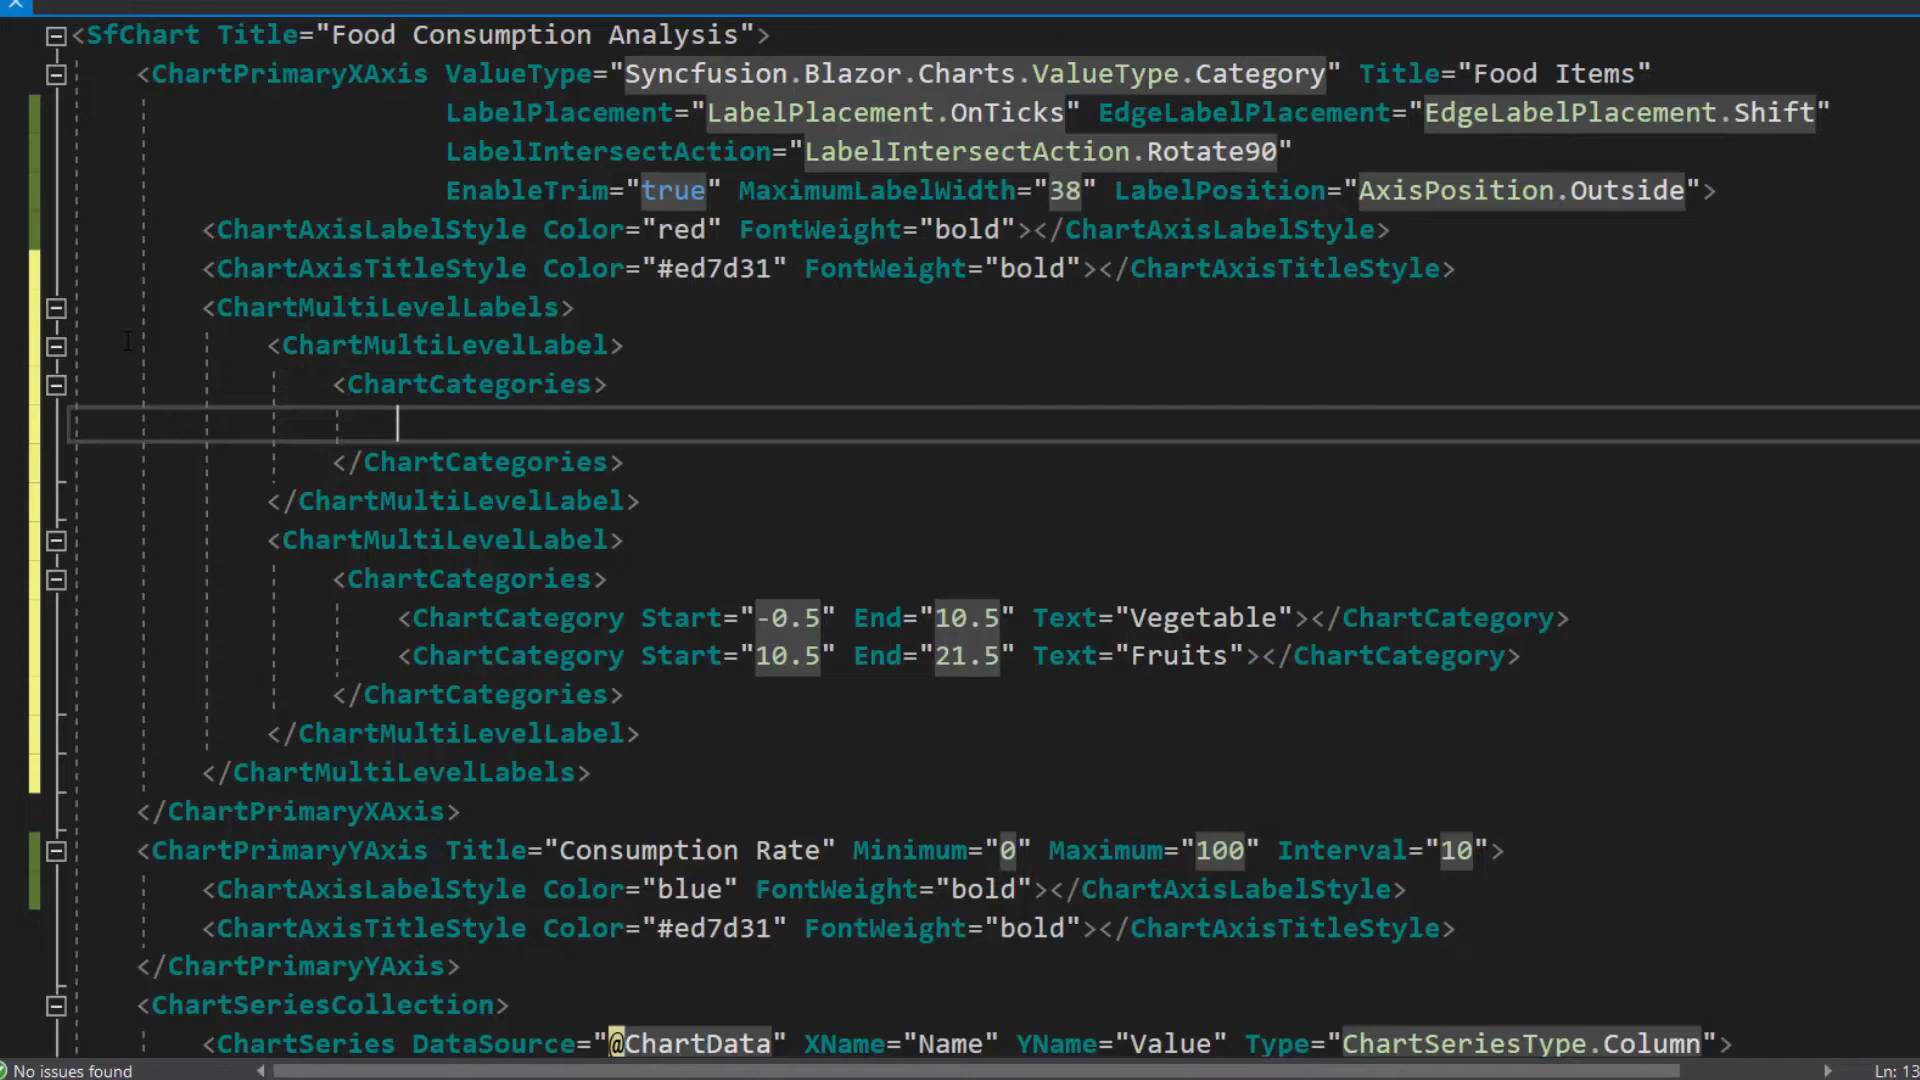 <SfChart Title="Food Consumption Analysis">
<ChartPrimaryXAxis ValueType="Syncfusion.Blazor.Charts.ValueType.Category" Title="Food Items"
LabelPlacement="LabelPlacement.OnTicks" EdgeLabelPlacement="EdgeLabelPlacement.Shift"
LabelIntersectAction="LabelIntersectAction.Rotate90"
EnableTrim="true" MaximumLabelWidth="38" LabelPosition="AxisPosition.Outside">
<ChartAxisLabelStyle Color="red" FontWeight="bold"></ChartAxisLabelStyle>
<ChartAxisTitleStyle Color="#ed7d31" FontWeight="bold"></ChartAxisTitleStyle>
<ChartMultiLevelLabels>
<ChartMultiLevelLabel>
<ChartCategories>
</ChartCategories>
</ChartMultiLevelLabel>
<ChartMultiLevelLabel>
<ChartCategories>
<ChartCategory Start="-0.5" End="10.5" Text="Vegetable"></ChartCategory>
<ChartCategory Start="10.5" End="21.5" Text="Fruits"></ChartCategory>
</ChartCategories>
</ChartMultiLevelLabel>
</ChartMultiLevelLabels>
</ChartPrimaryXAxis>
<ChartPrimaryYAxis Title="Consumption Rate" Minimum="0" Maximum="100" Interval="10">
<ChartAxisLabelStyle Color="blue" FontWeight="bold"></ChartAxisLabelStyle>
<ChartAxisTitleStyle Color="#ed7d31" FontWeight="bold"></ChartAxisTitleStyle>
</ChartPrimaryYAxis>
<ChartSeriesCollection>
<ChartSeries DataSource="@ChartData" XName="Name" YName="Value" Type="ChartSeriesType.Column">
No issues found
Ln: 13